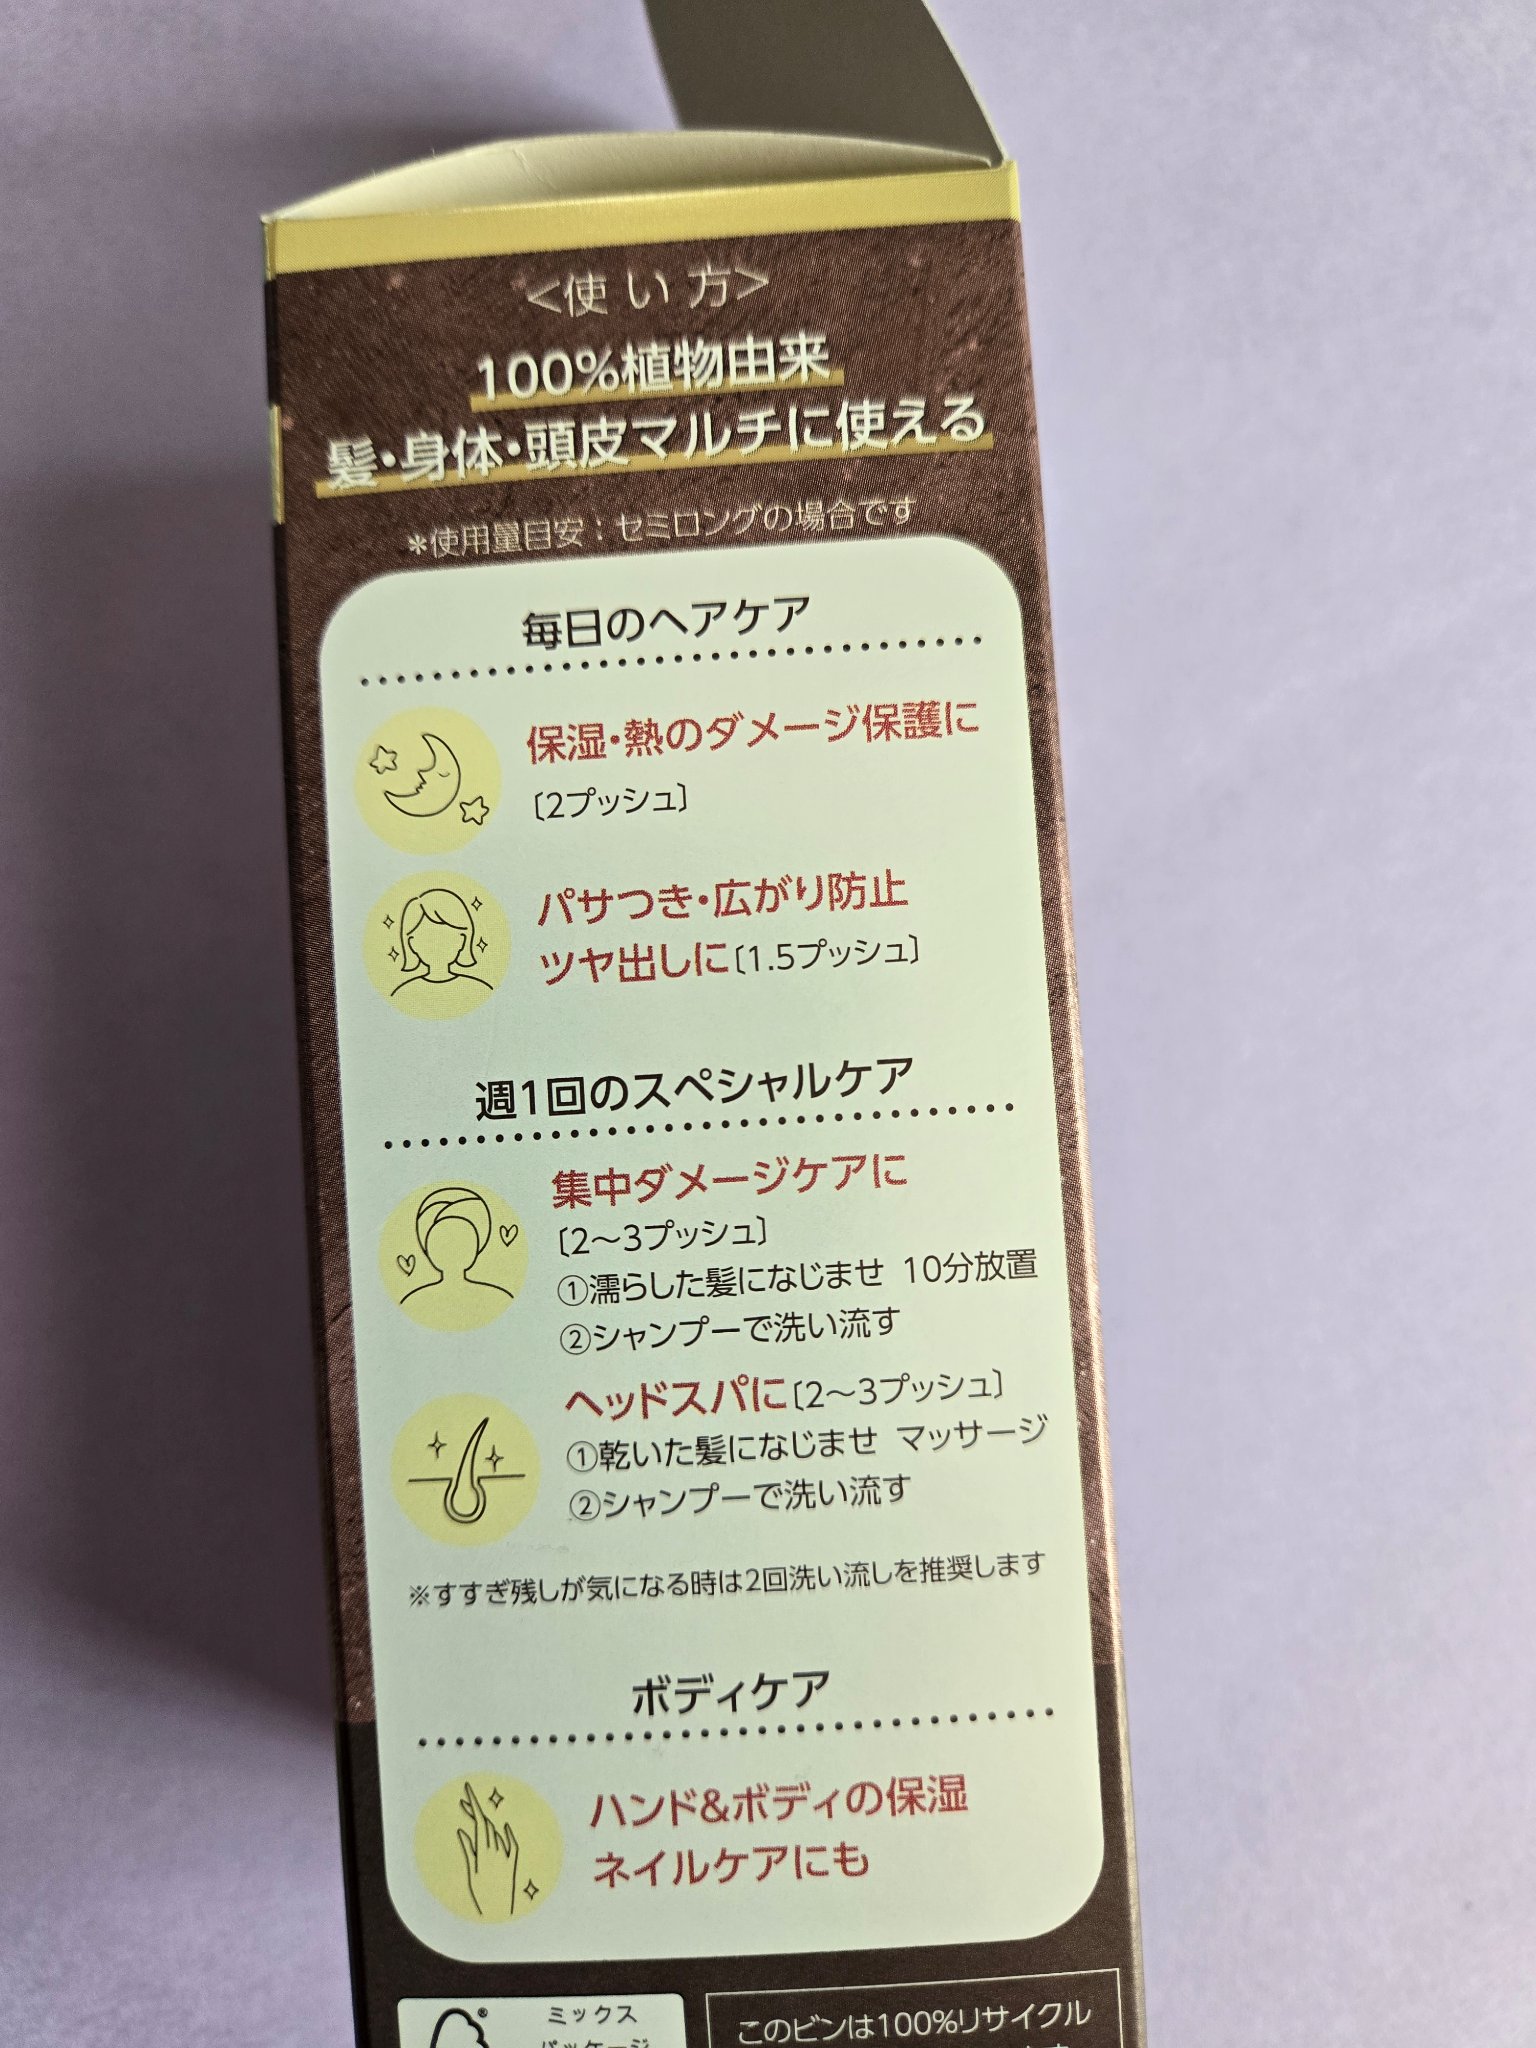 <使い方>
100%植物由来
髪・身体・頭皮マルチに使える
*使用量目安：セミロングの場合です
毎日のヘアケア
保湿・熱のダメージ保護に
〔2プッシュ〕
パサつき・広がり防止
ツヤ出しに〔1.5プッシュ〕
週1回のスペシャルケア
集中ダメージケアに
〔2〜3プッシュ〕
①濡らした髪になじませ 10分放置
②シャンプーで洗い流す
ヘッドスパに〔2〜3プッシュ〕
①乾いた髪になじませ マッサージ
②シャンプーで洗い流す
※すすぎ残しが気になる時は2回洗い流しを推奨します
ボディケア
ハンド&ボディの保湿
ネイルケアにも
®
ミックス
パッケージ
このビンは100%リサイクル